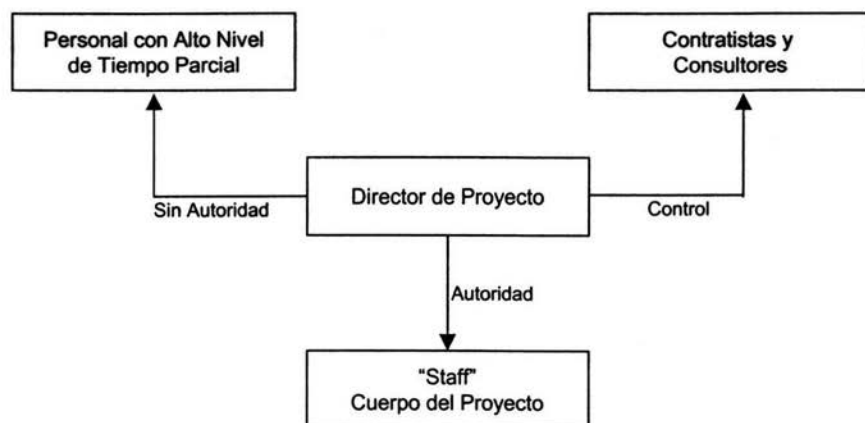 Personal con Alto Nivel
de Tiempo Parcial
Contratistas y
Consultores
Director de Proyecto
Sin Autoridad
Control
Autoridad
“Staff”
Cuerpo del Proyecto